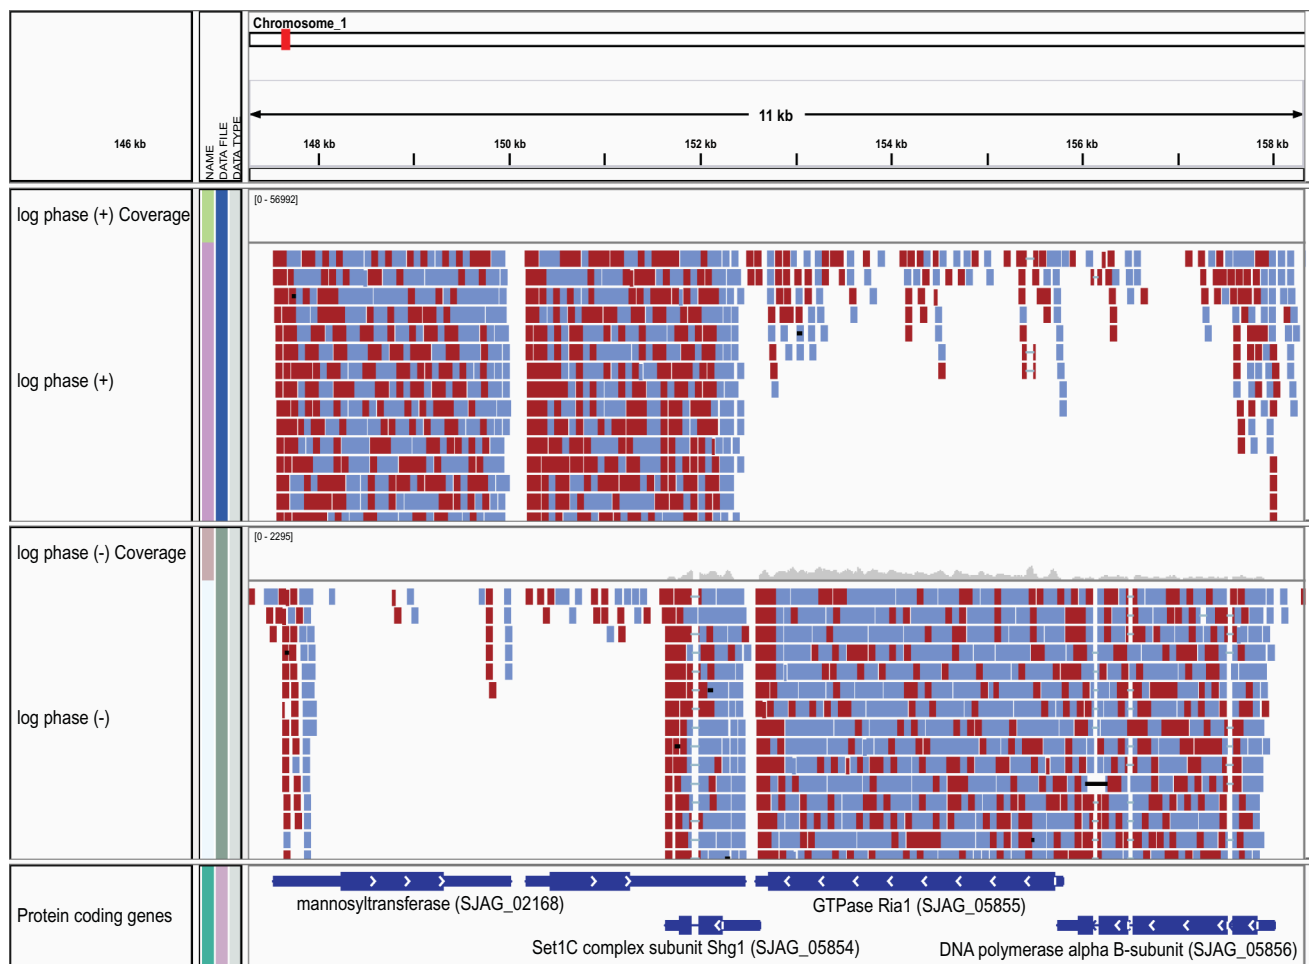 Chromosome_1
11 kb
146 kb
148 kb
150 kb
152 kb
154 kb
156 kb
158 kb
NAME
DATA FILE
DATA TYPE
log phase (+) Coverage
[0 - 56992]
log phase (+)
log phase (-) Coverage
[0 - 2295]
log phase (-)
Protein coding genes
mannosyltransferase (SJAG_02168)
GTPase Ria1 (SJAG_05855)
Set1C complex subunit Shg1 (SJAG_05854)
DNA polymerase alpha B-subunit (SJAG_05856)